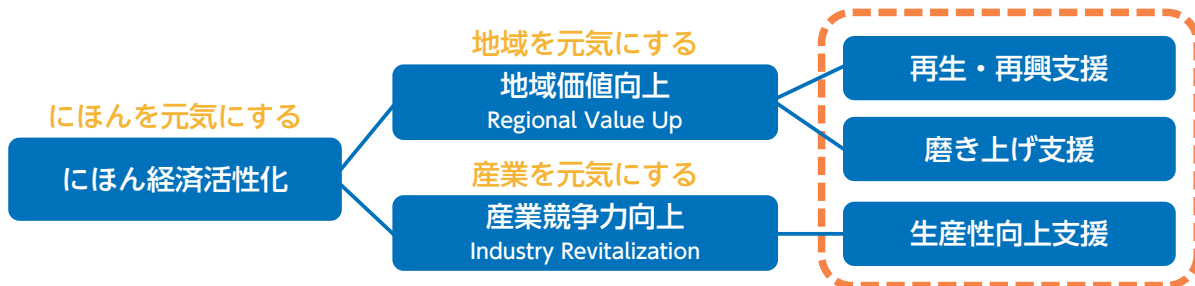 にほんを元気にする
にほん経済活性化
地域を元気にする
地域価値向上
Regional Value Up
産業を元気にする
産業競争力向上
Industry Revitalization
再生・再興支援
磨き上げ支援
生産性向上支援